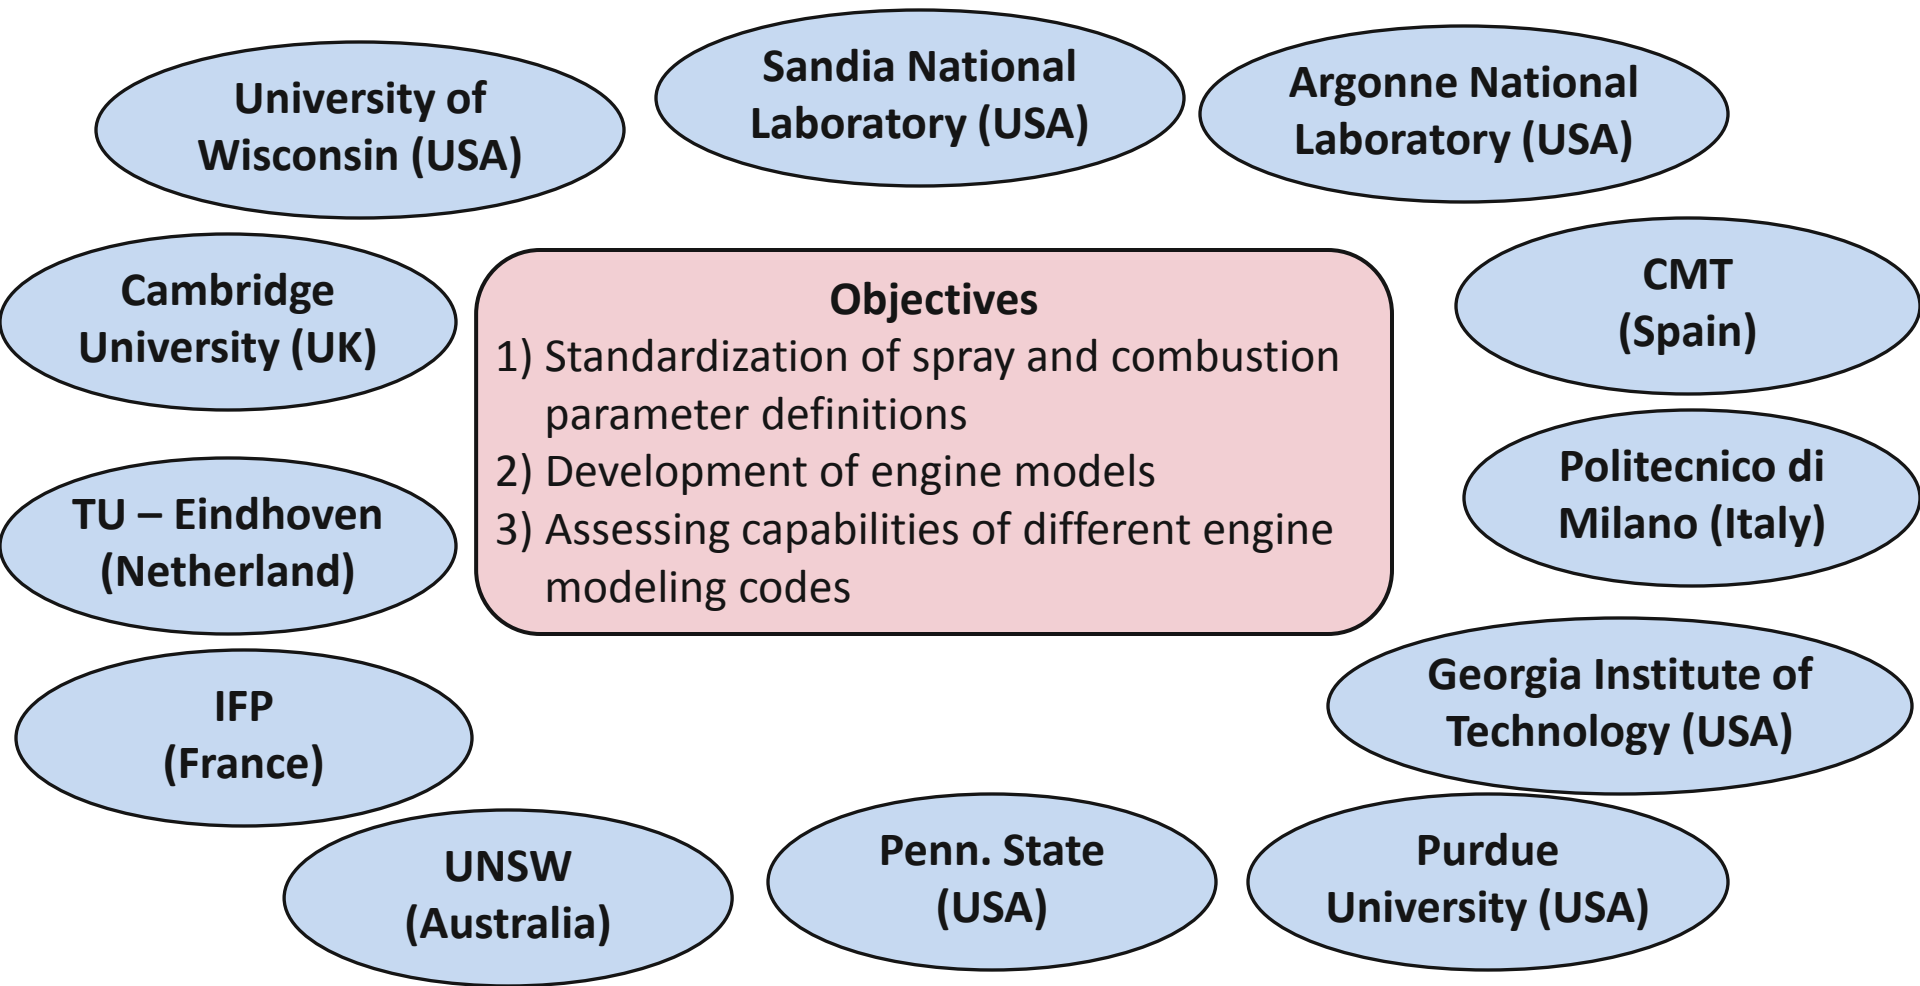 University of
Wisconsin (USA)
Sandia National
Laboratory (USA)
Argonne National
Laboratory (USA)
Cambridge
University (UK)
Objectives
1) Standardization of spray and combustion
parameter definitions
2) Development of engine models
3) Assessing capabilities of different engine
modeling codes
CMT
(Spain)
TU – Eindhoven
(Netherland)
Politecnico di
Milano (Italy)
IFP
(France)
Georgia Institute of
Technology (USA)
UNSW
(Australia)
Penn. State
(USA)
Purdue
University (USA)